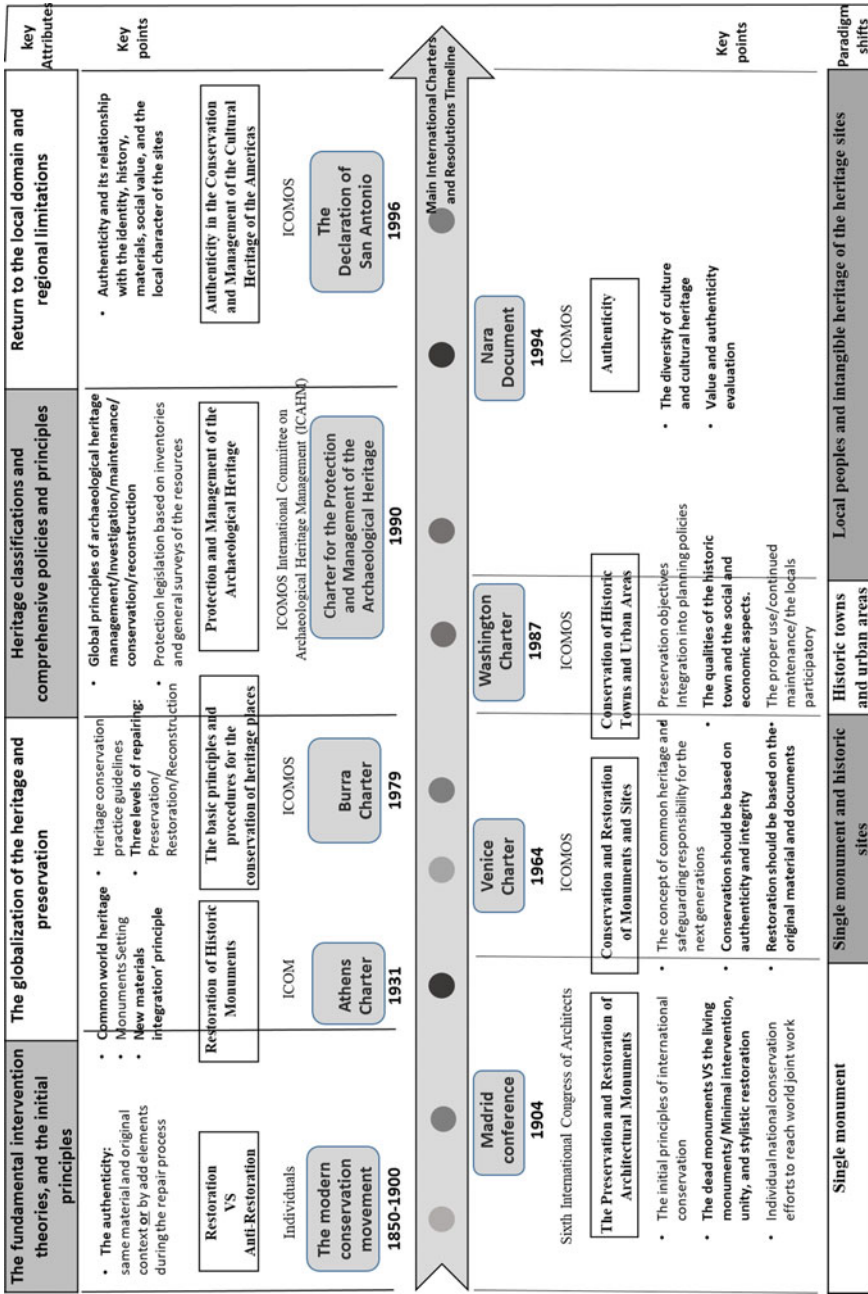 key
Attributes
The fundamental intervention
theories, and the initial
principles
The globalization of the heritage and
preservation
Heritage classifications and
comprehensive policies and principles
Return to the local domain and
regional limitations
Key
points
• The authenticity:
same material and original
context or by add elements
during the repair process
• Common world heritage
• Monuments Setting
• New materials
integration’ principle
• Heritage conservation
practice guidelines
• Three levels of repairing:
Preservation/
Restoration/Reconstruction
• Global principles of archaeological heritage
management/Investigation/maintenance/
conservation/reconstruction
• Protection legislation based on inventories
and general surveys of the resources
• Authenticity and its relationship
with the identity, history,
materials, social value, and the
local character of the sites
Restoration
VS
Anti-Restoration
Restoration of Historic
Monuments
The basic principles and
procedures for the
conservation of heritage places
Protection and Management of the
Archaeological Heritage
Authenticity in the Conservation
and Management of the Cultural
Heritage of the Americas
Individuals
ICOM
ICOMOS
ICOMOS International Committee on
Archaeological Heritage Management (ICAHM)
ICOMOS
The modern
conservation
movement
Athens
Charter
Burra
Charter
Charter for the Protection
and Management of the
Archaeological Heritage
The
Declaration of
San Antonio
1850-1900
1931
1979
1990
1996
Main International Charters
and Resolutions Timeline
Madrid
conference
Venice
Charter
Washington
Charter
Nara
Document
1904
1964
1987
1994
Sixth International Congress of Architects
ICOMOS
ICOMOS
ICOMOS
The Preservation and Restoration of
Architectural Monuments
Conservation and Restoration
of Monuments and Sites
Conservation of Historic
Towns and Urban Areas
Authenticity
Key
points
• The initial principles of international
conservation
• The dead monuments VS the living
monuments/ Minimal intervention,
unity, and stylistic restoration
• Individual national conservation
efforts to reach world joint work
• The concept of common heritage and
safeguarding responsibility for the
next generations
• Conservation should be based on
authenticity and integrity
• Restoration should be based on the
original material and documents
• Preservation objectives
Integration into planning policies
• The qualities of the historic
town and the social and
economic aspects.
• The proper use/continued
maintenance/ the locals
participatory
• The diversity of culture
and cultural heritage
• Value and authenticity
evaluation
Paradigm
shifts
Single monument
Single monument and historic
sites
Historic towns
and urban areas
Local peoples and intangible heritage of the heritage sites